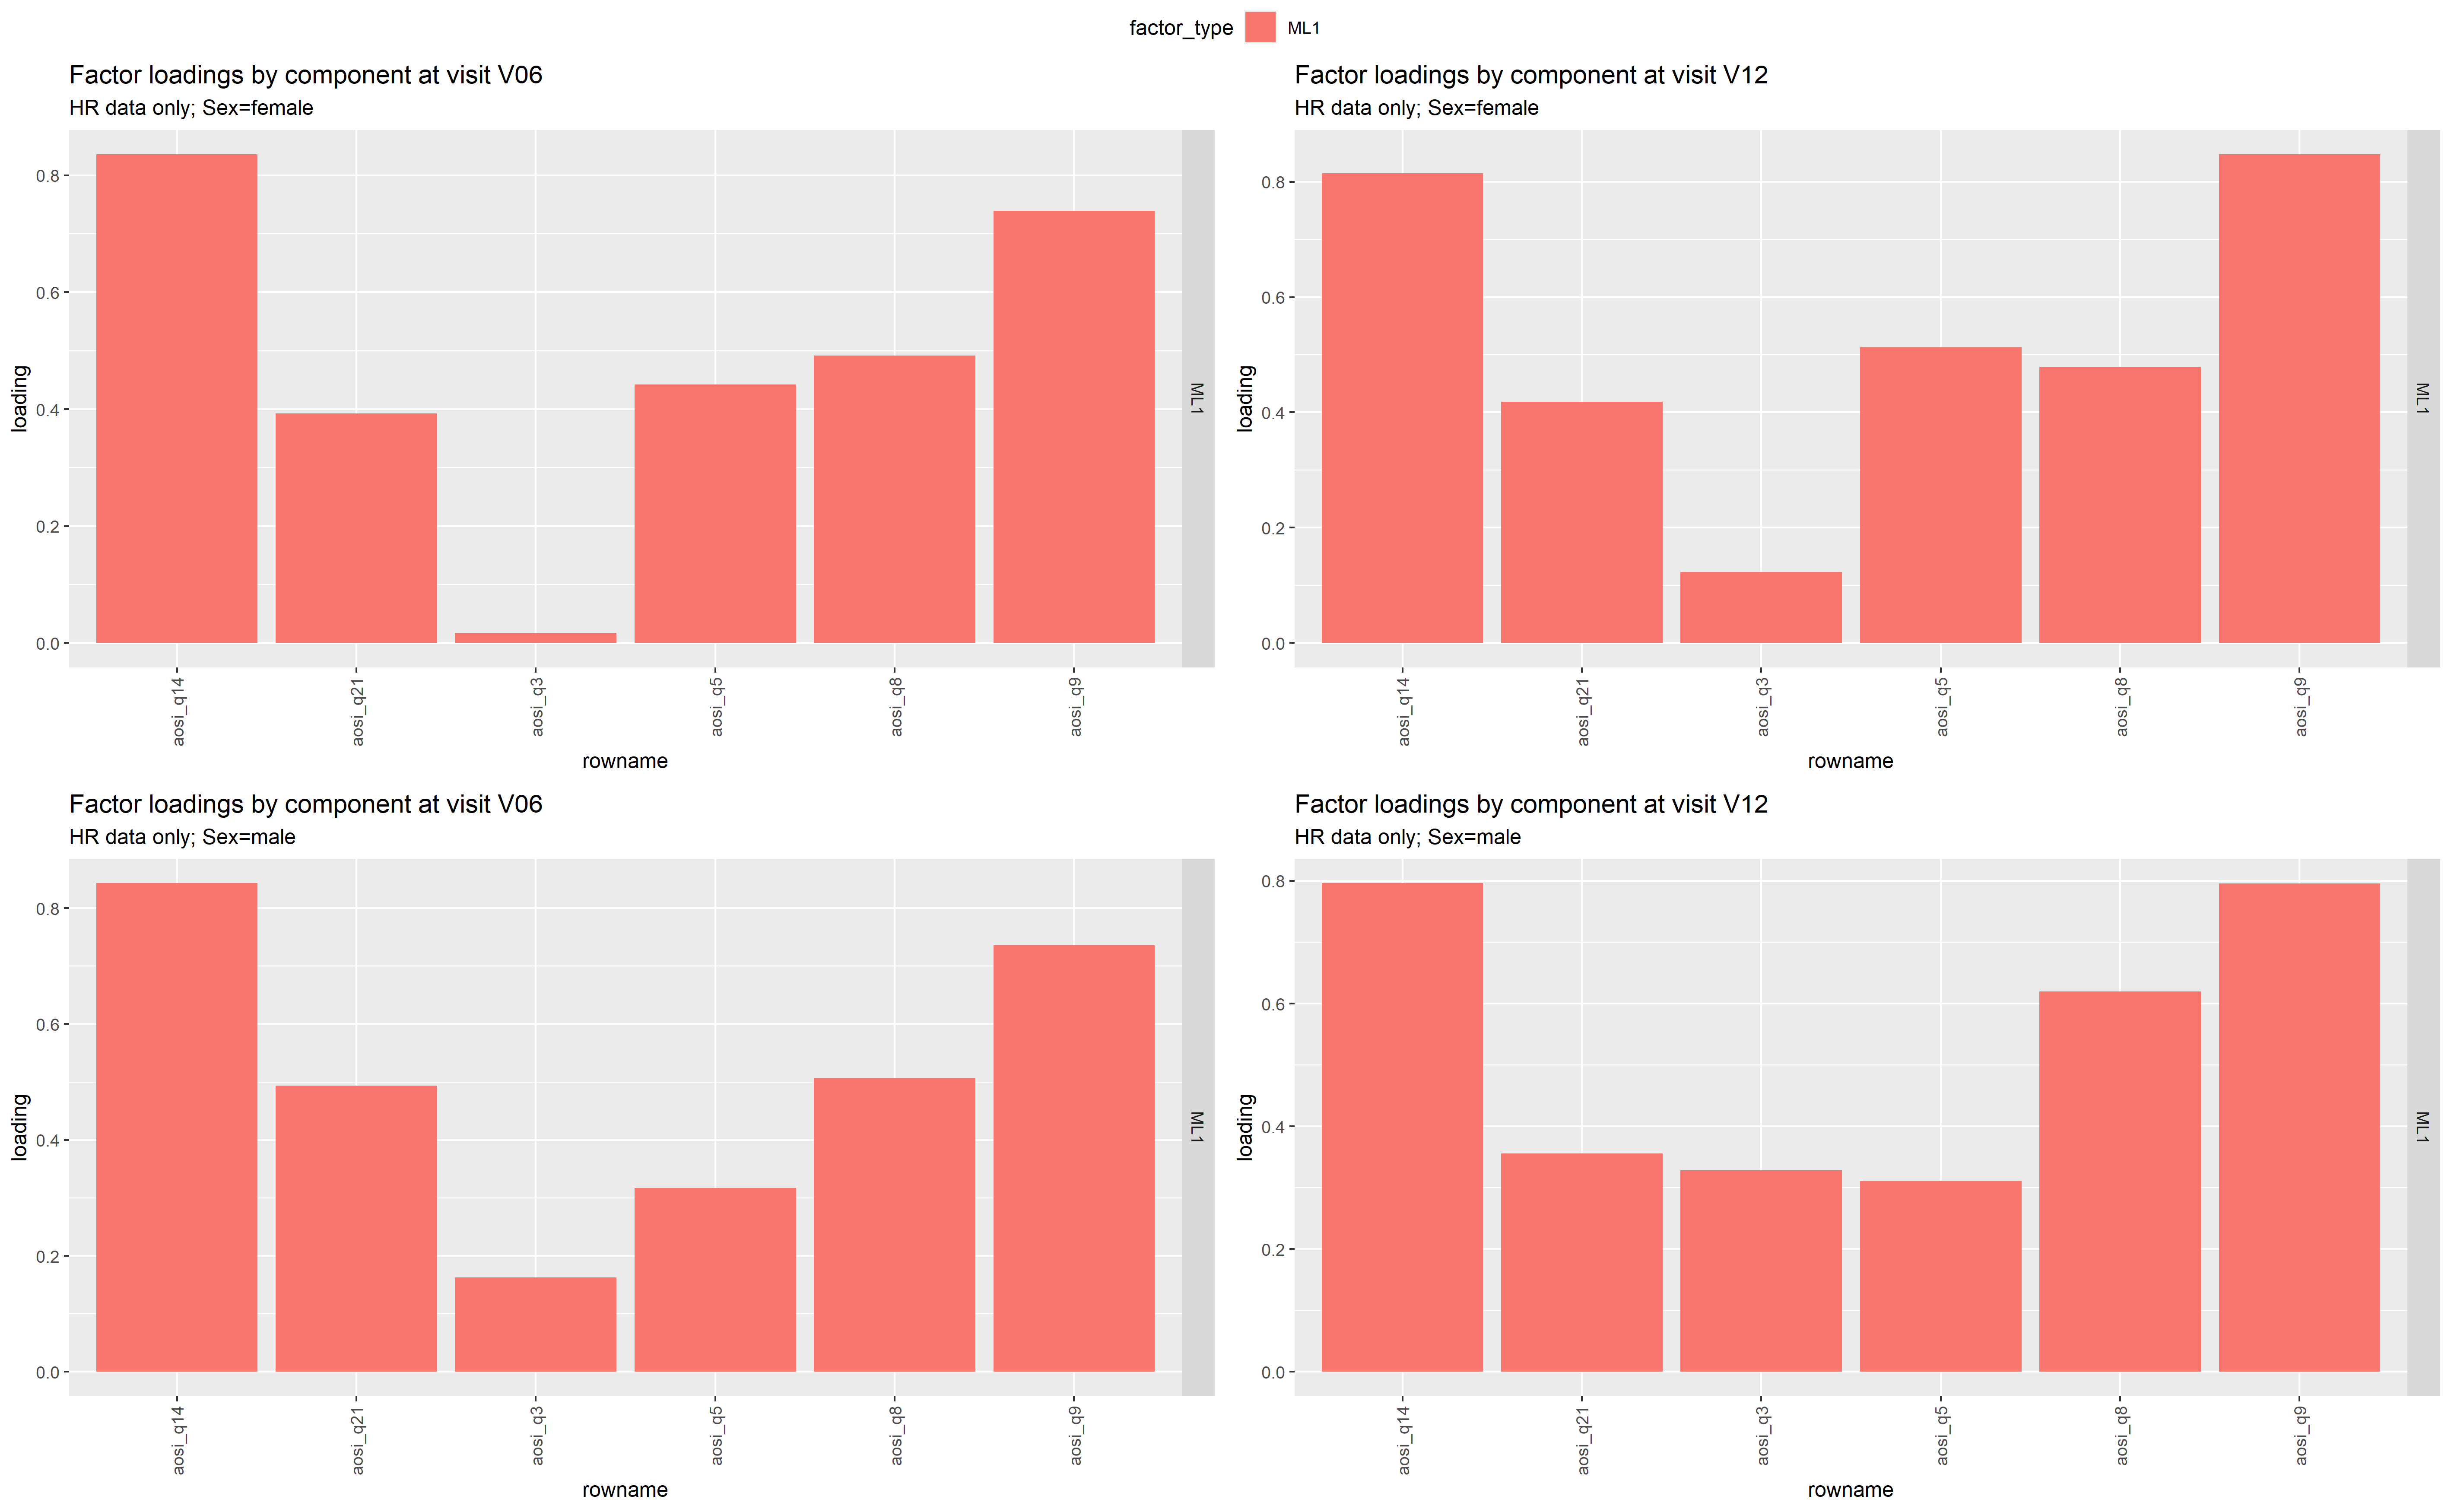 factor_type ML1
Factor loadings by component at visit V06
HR data only; Sex=female
loading
0.8
0.6
0.4
0.2
0.0
ML1
aosi_q14 aosi_q21 aosi_q3 aosi_q5 aosi_q8 aosi_q9
rowname
Factor loadings by component at visit V12
HR data only; Sex=female
loading
0.8
0.6
0.4
0.2
0.0
ML1
aosi_q14 aosi_q21 aosi_q3 aosi_q5 aosi_q8 aosi_q9
rowname
Factor loadings by component at visit V06
HR data only; Sex=male
loading
0.8
0.6
0.4
0.2
0.0
ML1
aosi_q14 aosi_q21 aosi_q3 aosi_q5 aosi_q8 aosi_q9
rowname
Factor loadings by component at visit V12
HR data only; Sex=male
loading
0.8
0.6
0.4
0.2
0.0
ML1
aosi_q14 aosi_q21 aosi_q3 aosi_q5 aosi_q8 aosi_q9
rowname